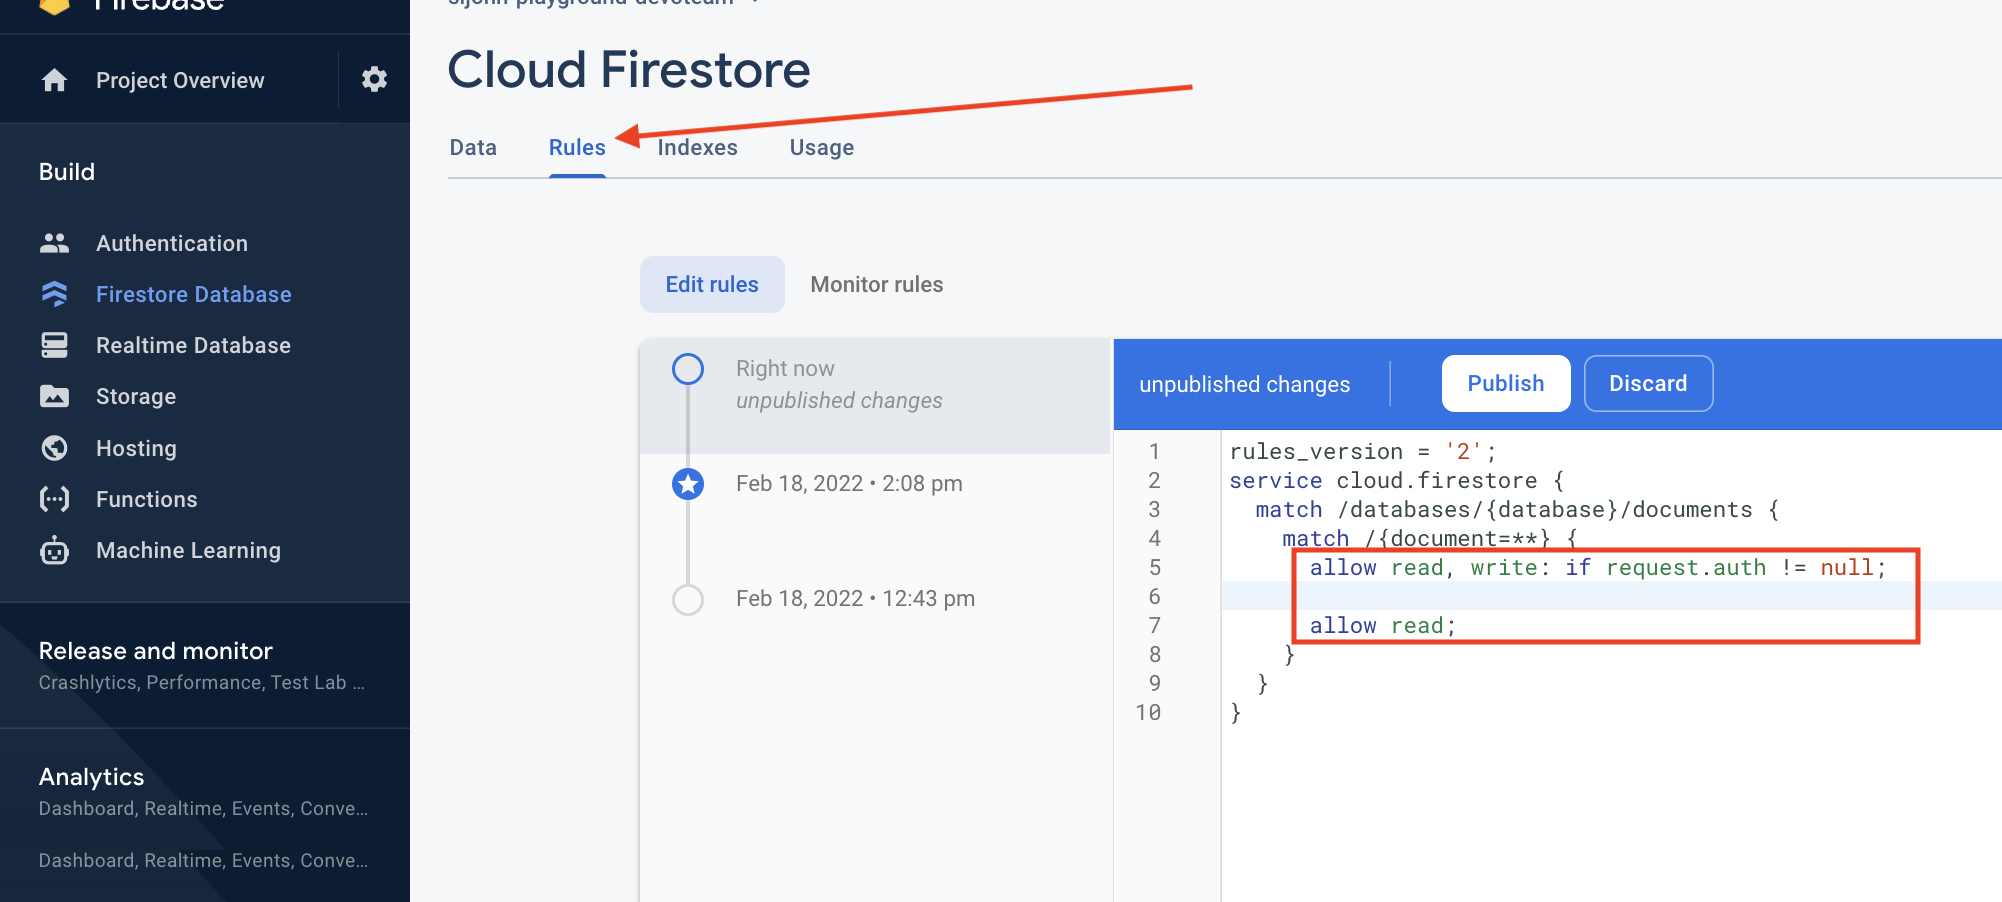 Firebase
Project Overview
Build
Authentication
Firestore Database
Realtime Database
Storage
Hosting
Functions
Machine Learning
Release and monitor
Crashlytics, Performance, Test Lab ...
Analytics
Dashboard, Realtime, Events, Conve...
Dashboard, Realtime, Events, Conve...
sijohn-playground-devoteam
Cloud Firestore
Data Rules Indexes Usage
Edit rules Monitor rules
Right now
unpublished changes
Feb 18, 2022 • 2:08 pm
Feb 18, 2022 • 12:43 pm
unpublished changes Publish Discard
1 rules_version = '2';
2 service cloud.firestore {
3 match /databases/{database}/documents {
4 match /{document=**} {
5 allow read, write: if request.auth != null;
6
7 allow read;
8 }
9 }
10 }